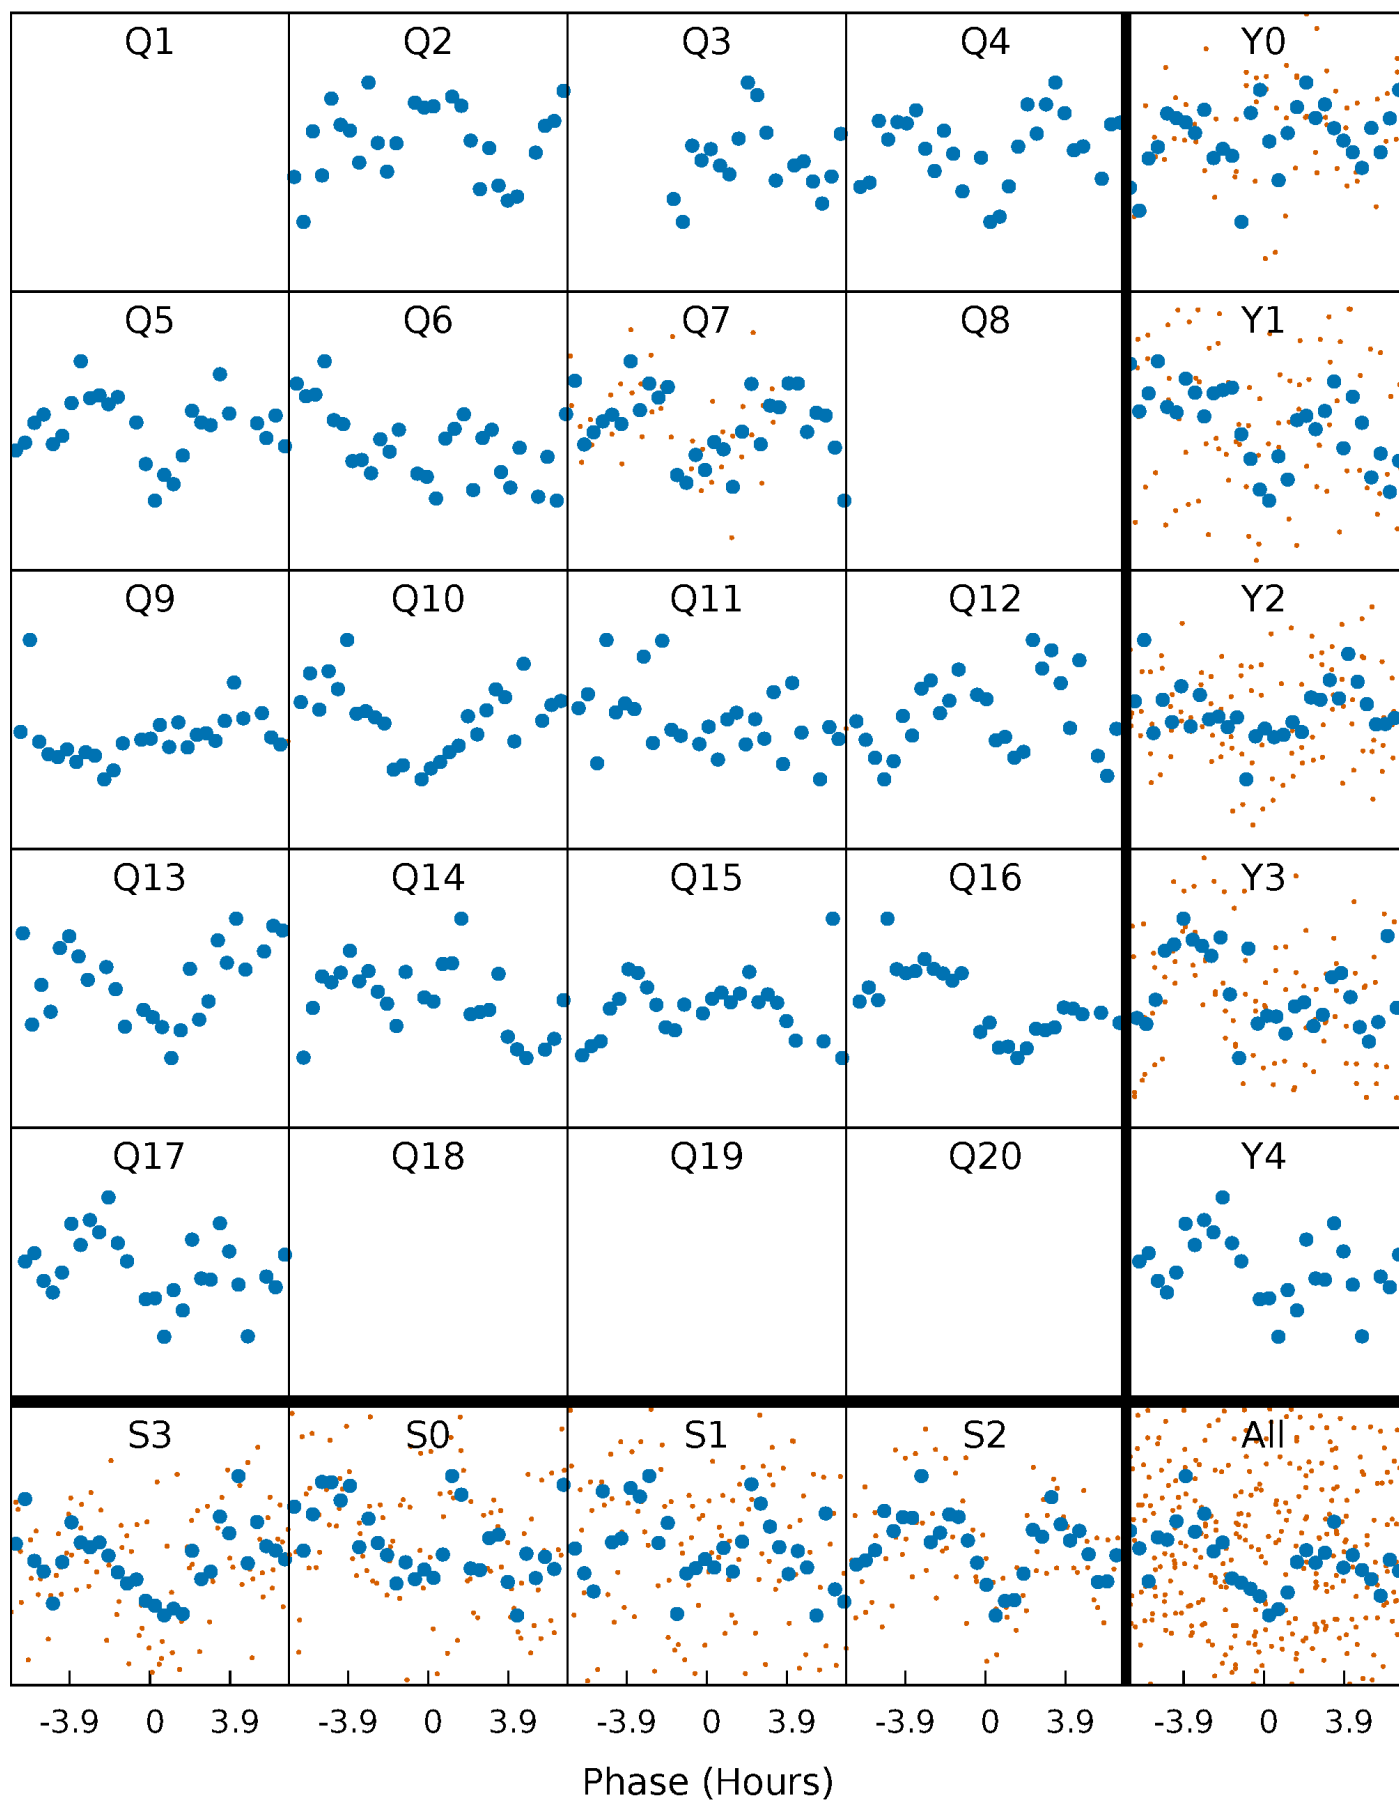 Q1 Q2 Q3 Q4 Y0
Q5 Q6 Q7 Q8 Y1
Q9 Q10 Q11 Q12 Y2
Q13 Q14 Q15 Q16 Y3
Q17 Q18 Q19 Q20 Y4
S3 S0 S1 S2 All
-3.9 0 3.9 -3.9 0 3.9 -3.9 0 3.9 -3.9 0 3.9 -3.9 0 3.9
Phase (Hours)